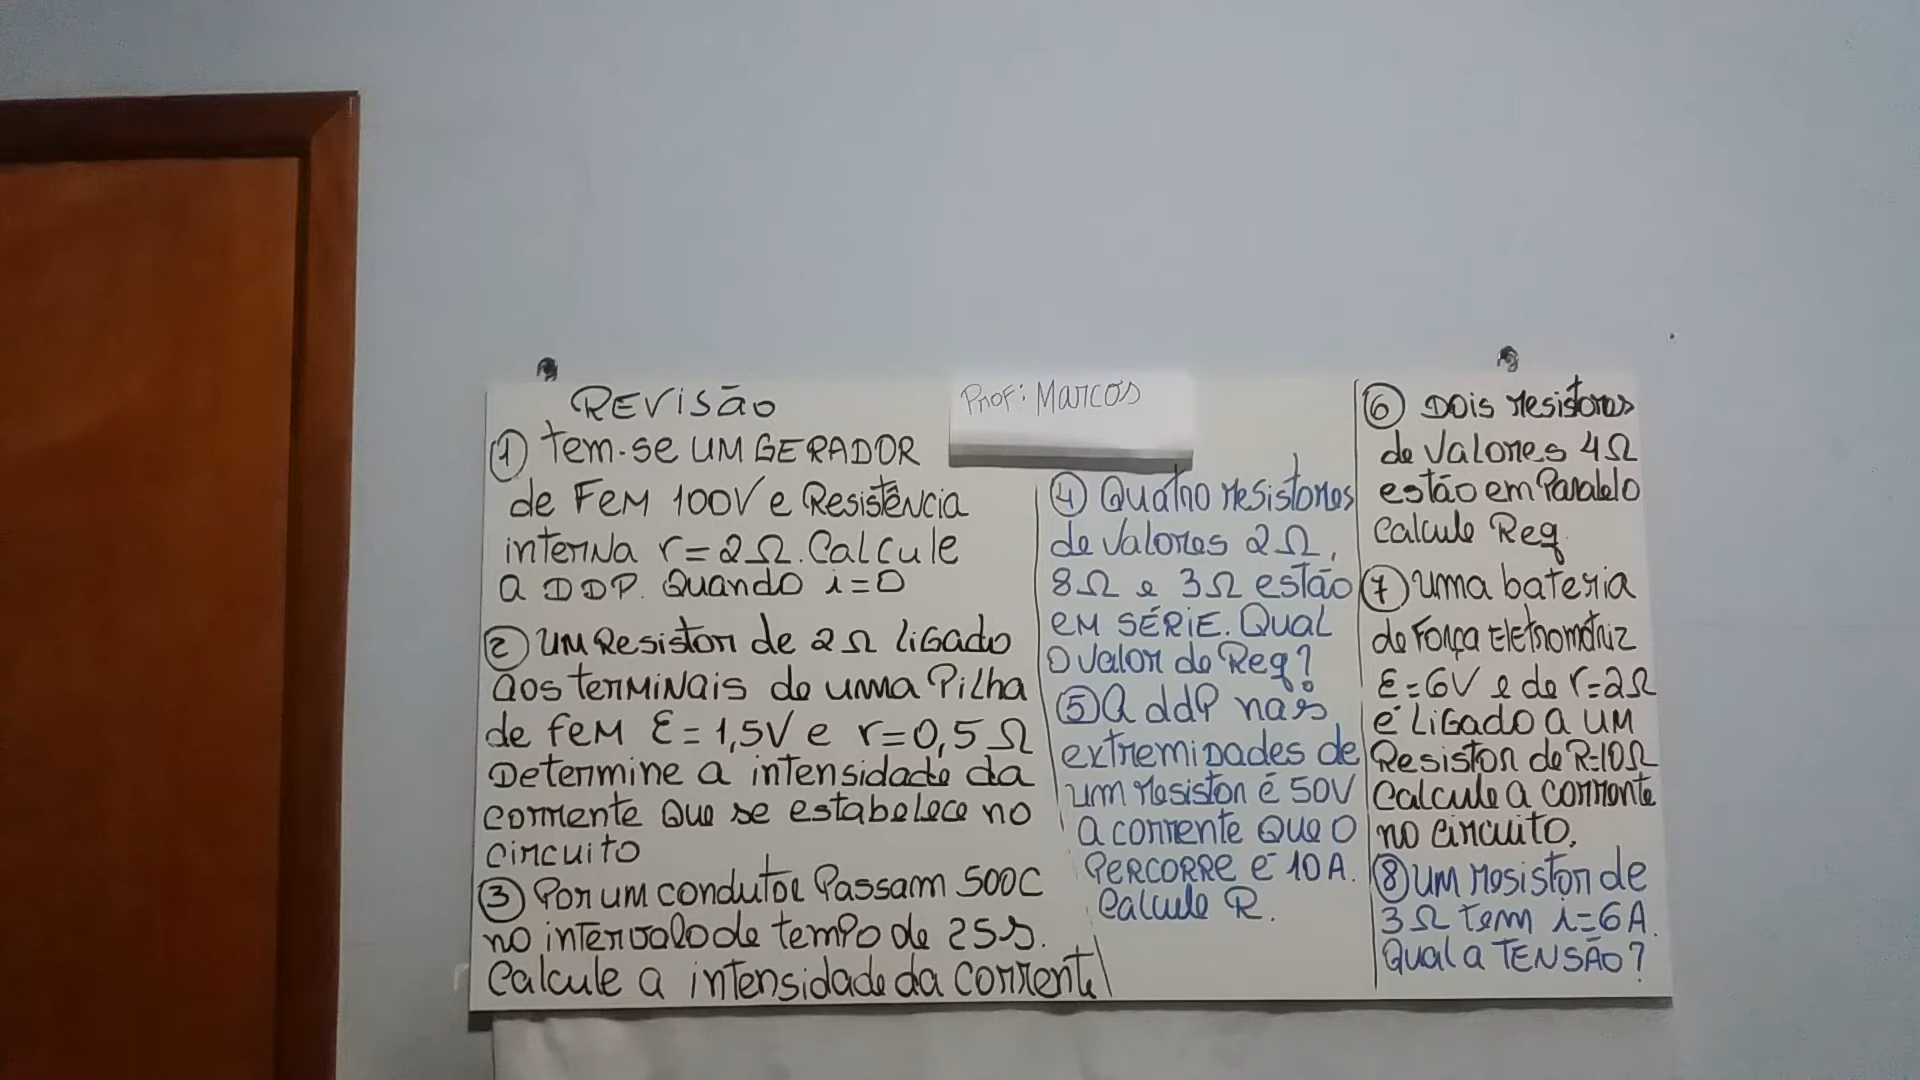 REVISÃO
Prof: Marcos
① Tem-se UM GERADOR
de FEM 100V e Resistência
interna r=2Ω. Calcule
a DDP. Quando i=0
② UM Resistor de 2Ω ligado
aos terminais de uma Pilha
de fem ε=1,5V e r=0,5Ω
Determine a intensidade da
corrente que se estabelece no
circuito
③ Por um condutor Passam 500C
no intervalo de tempo de 25s.
Calcule a intensidade da corrente
④ Quatro resistores
de valores 2Ω,
8Ω e 3Ω estão
em SÉRIE. Qual
o valor de Req?
⑤ A ddP nas
extremidades de
um resistor é 50V
a corrente que o
PERCORRE é 10A.
Calcule R.
⑥ Dois resistores
de valores 4Ω
estão em Paralelo
Calcule Req.
⑦ uma bateria
de Força Eletromotriz
ε=6V e de r=2Ω
é ligado a um
Resistor de R=10Ω
Calcule a corrente
no circuito.
⑧ um resistor de
3Ω tem i=6A.
Qual a TENSÃO?